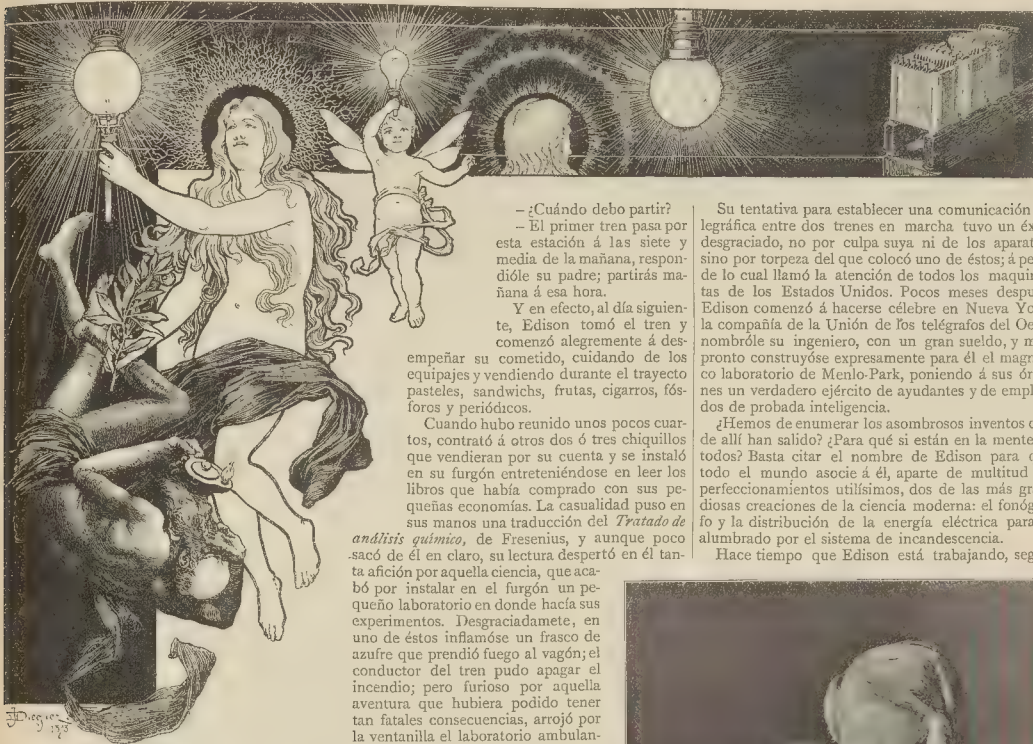 – ¿Cuándo debo partir?
– El primer tren pasa por
esta estación á las siete y
media de la mañana, respon-
dióle su padre; partirás ma-
ñana á esa hora.
Y en efecto, al día siguien-
te, Edison tomó el tren y
comenzó alegremente á des-
empeñar su cometido, cuidando de los
equipajes y vendiendo durante el trayecto
pasteles, sandwichs, frutas, cigarros, fós-
foros y periódicos.
Cuando hubo reunido unos pocos cuar-
tos, contrató á otros dos ó tres chiquillos
que vendieran por su cuenta y se instaló
en su furgón entreteniéndose en leer los
libros que había comprado con sus pe-
queñas economías. La casualidad puso en
sus manos una traducción del Tratado de
análisis químico, de Fresenius, y aunque poco
sacó de él en claro, su lectura despertó en él tan-
ta afición por aquella ciencia, que aca-
bó por instalar en el furgón un pe-
queño laboratorio en donde hacía sus
experimentos. Desgraciadamete, en
uno de éstos inflamóse un frasco de
azufre que prendió fuego al vagón; el
conductor del tren pudo apagar el
incendio; pero furioso por aquella
aventura que hubiera podido tener
tan fatales consecuencias, arrojó por
la ventanilla el laboratorio ambulan-
Su tentativa para establecer una comunicación
legráfica entre dos trenes en marcha tuvo un éx
desgraciado, no por culpa suya ni de los aparat
sino por torpeza del que colocó uno de éstos; á pe
de lo cual llamó la atención de todos los maquin
tas de los Estados Unidos. Pocos meses despu
Edison comenzó á hacerse célebre en Nueva Yo
la compañía de la Unión de los telégrafos del Oe
nombróle su ingeniero, con un gran sueldo, y m
pronto construyóse expresamente para él el magn
co laboratorio de Menlo-Park, poniendo á sus ór
nes un verdadero ejército de ayudantes y de empl
dos de probada inteligencia.
¿Hemos de enumerar los asombrosos inventos q
de allí han salido? ¿Para qué si están en la mente
todos? Basta citar el nombre de Edison para q
todo el mundo asocie á él, aparte de multitud
perfeccionamientos utilísimos, dos de las más gr
diosas creaciones de la ciencia moderna: el fonóg
fo y la distribución de la energía eléctrica para
alumbrado por el sistema de incandescencia.
Hace tiempo que Edison está trabajando, seg